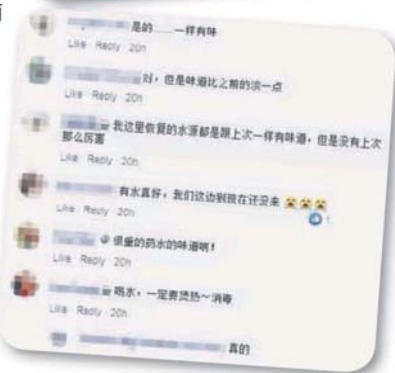 是的……一样有味
Like · Reply · 20h
对,但是味道比之前的淡一点
Like · Reply · 20h
我这里恢复的水源都是跟上次一样有味道,但是没有上次
那么厉害
Like · Reply · 20h
有水真好,我们这边到现在还没来 😭😭😭
1
Like · Reply · 20h
很重的药水的味道咧!
Like · Reply · 20h
喝水,一定要煲热~消毒
Like · Reply · 20h
真的